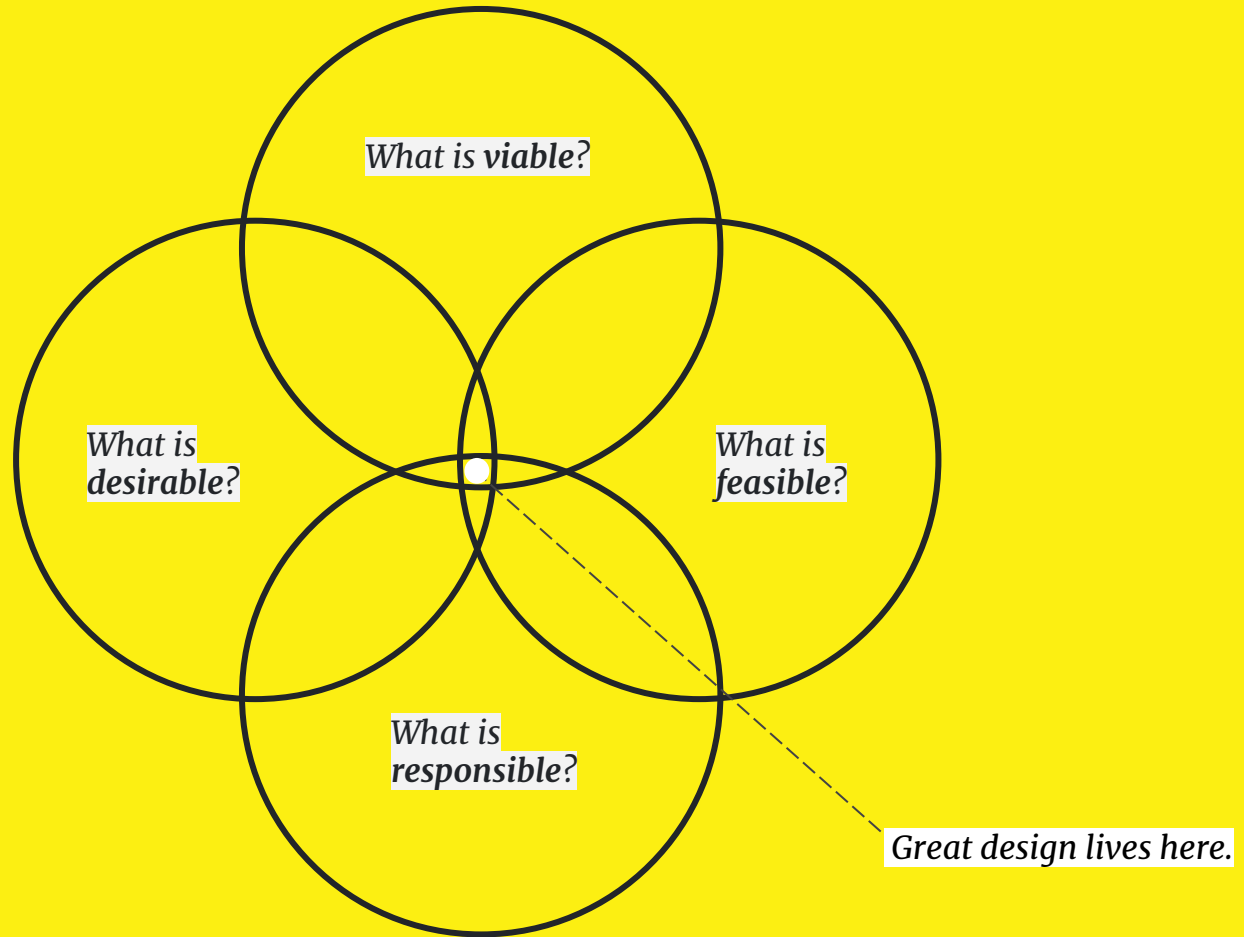 What is viable?
What is
desirable?
What is
feasible?
What is
responsible?
Great design lives here.